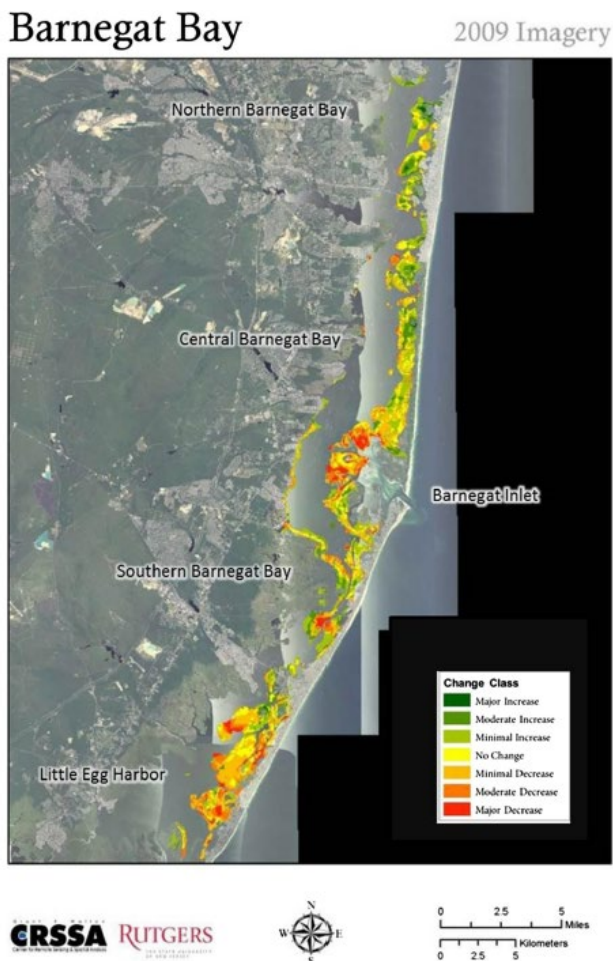 Barnegat Bay
2009 Imagery
Northern Barnegat Bay
Central Barnegat Bay
Barnegat Inlet
Southern Barnegat Bay
Little Egg Harbor
Change Class
Major Increase
Moderate Increase
Minimal Increase
No Change
Minimal Decrease
Moderate Decrease
Major Decrease
CRSSA
RUTGERS
N
W E
S
0 2.5 5
Miles
Kilometers
0 2.5 5